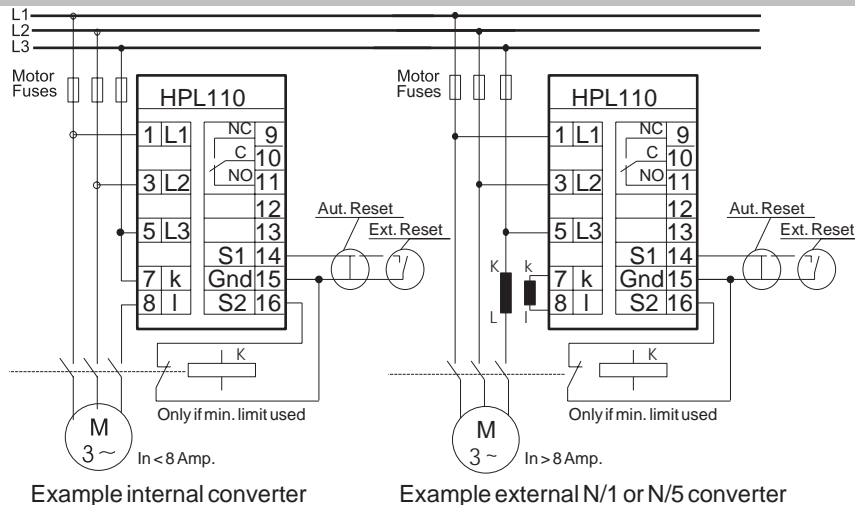 L1
L2
L3
Motor
Fuses
HPL110
1 L1 NC 9
C 10
3 L2 NO 11
12
5 L3 13
S1 14
7 k Gnd 15
8 l S2 16
Aut. Reset
Ext. Reset
K
Only if min. limit used
M
3 ~
In < 8 Amp.
Example internal converter
Motor
Fuses
HPL110
1 L1 NC 9
C 10
3 L2 NO 11
12
5 L3 13
S1 14
K k 7 k Gnd 15
L l 8 l S2 16
Aut. Reset
Ext. Reset
K
Only if min. limit used
M
3 ~
In > 8 Amp.
Example external N/1 or N/5 converter